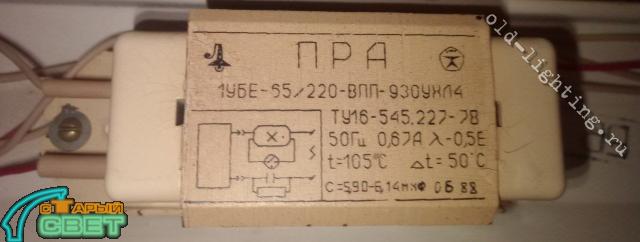 ПРА
1УБЕ-65/220-ВПП-930УХЛ4
ТУ16-545.227-78
50Гц 0,67А λ-0,5Е
t=105°С Δt=50°С
С=5,90-6,14мкФ 06 88
old-lighting.ru
СТАРЫЙ
СВЕТ